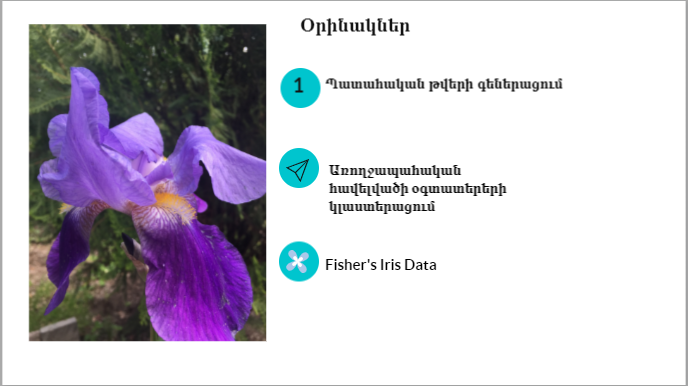 Օրինակներ
1
Պատահական թվերի գեներացում
Առողջապահական
հավելվածի օգտատերերի
կլաստերացում
Fisher's Iris Data